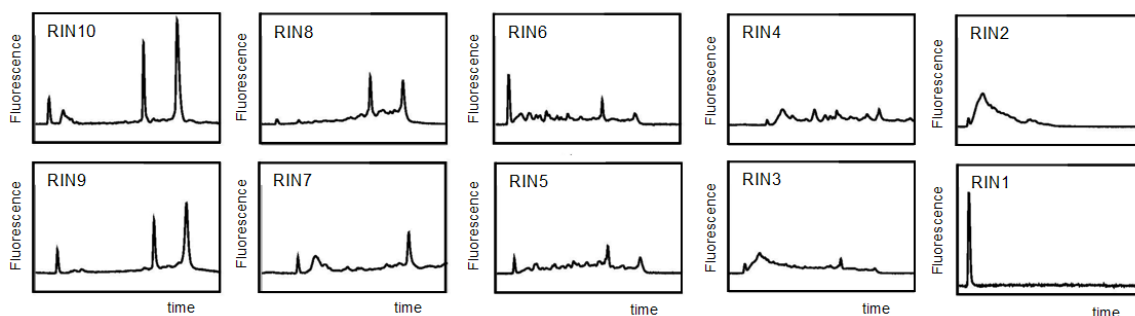 RIN10
Fluorescence
RIN8
Fluorescence
RIN6
Fluorescence
RIN4
Fluorescence
RIN2
Fluorescence
RIN9
Fluorescence
time
RIN7
Fluorescence
time
RIN5
Fluorescence
time
RIN3
Fluorescence
time
RIN1
Fluorescence
time